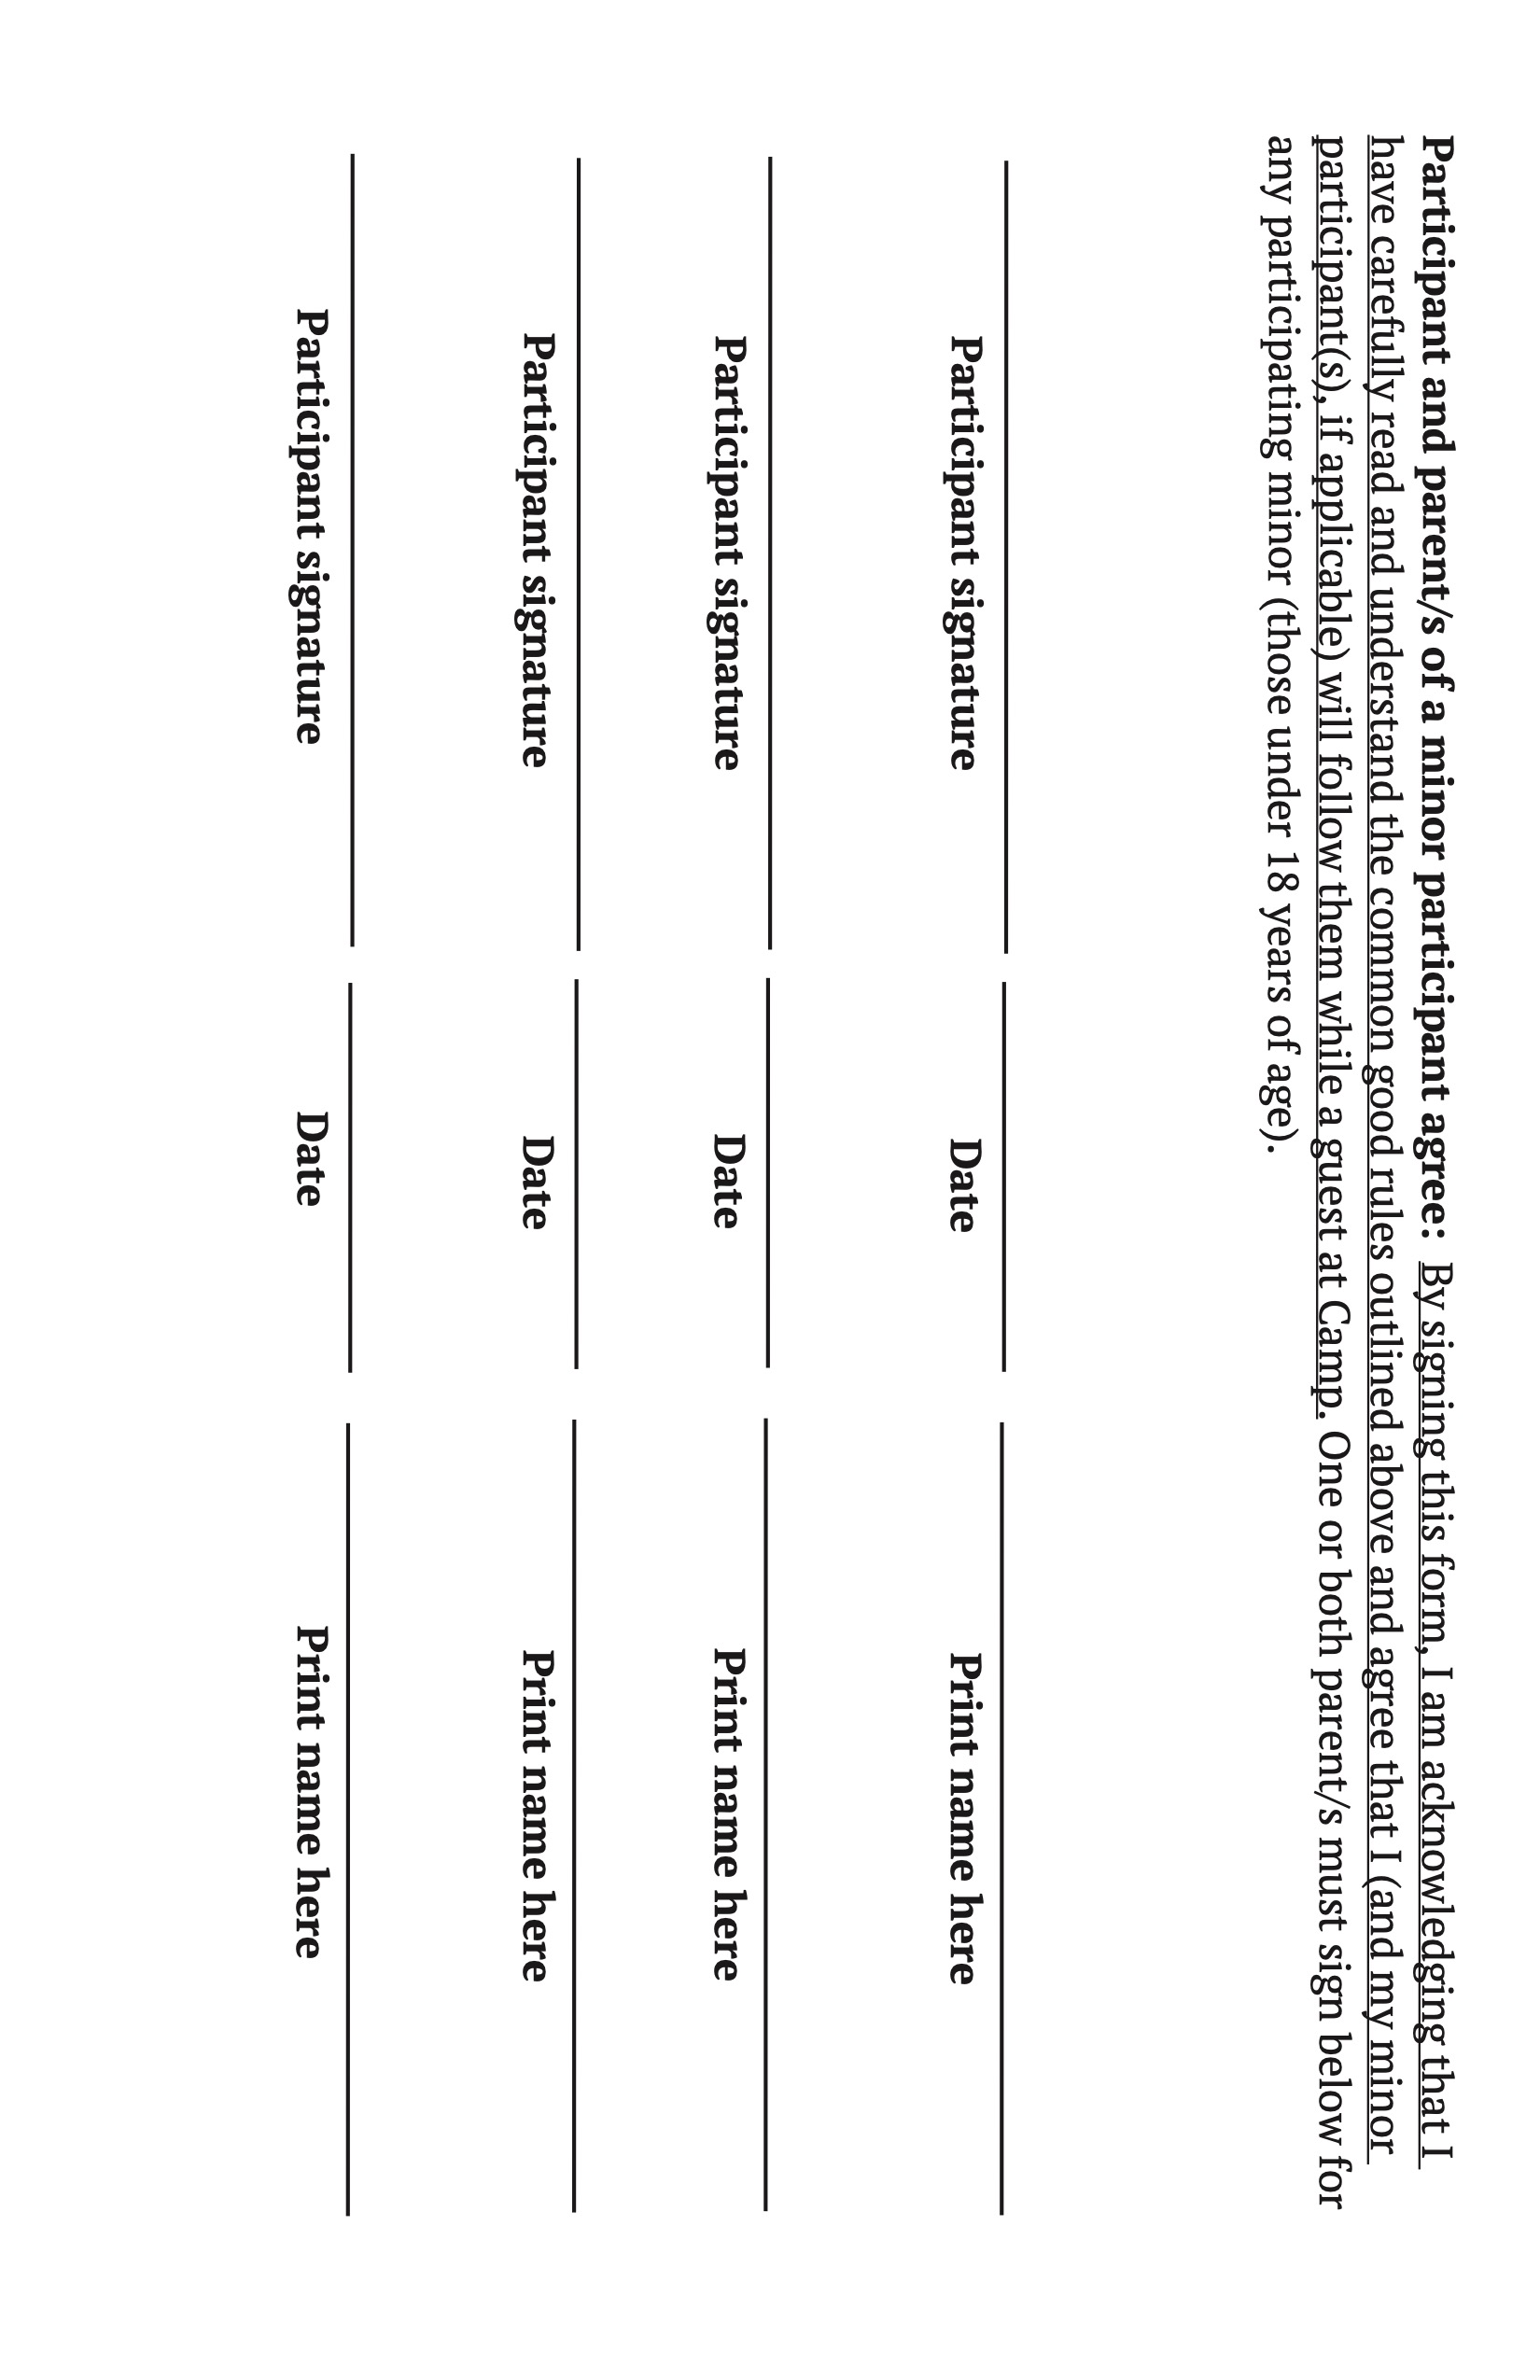 Participant and parent/s of a minor participant agree: By signing this form, I am acknowledging that I
have carefully read and understand the common good rules outlined above and agree that I (and my minor
participant(s), if applicable) will follow them while a guest at Camp. One or both parent/s must sign below for
any participating minor (those under 18 years of age).
Participant signature Date Print name here
Participant signature Date Print name here
Participant signature Date Print name here
Participant signature Date Print name here